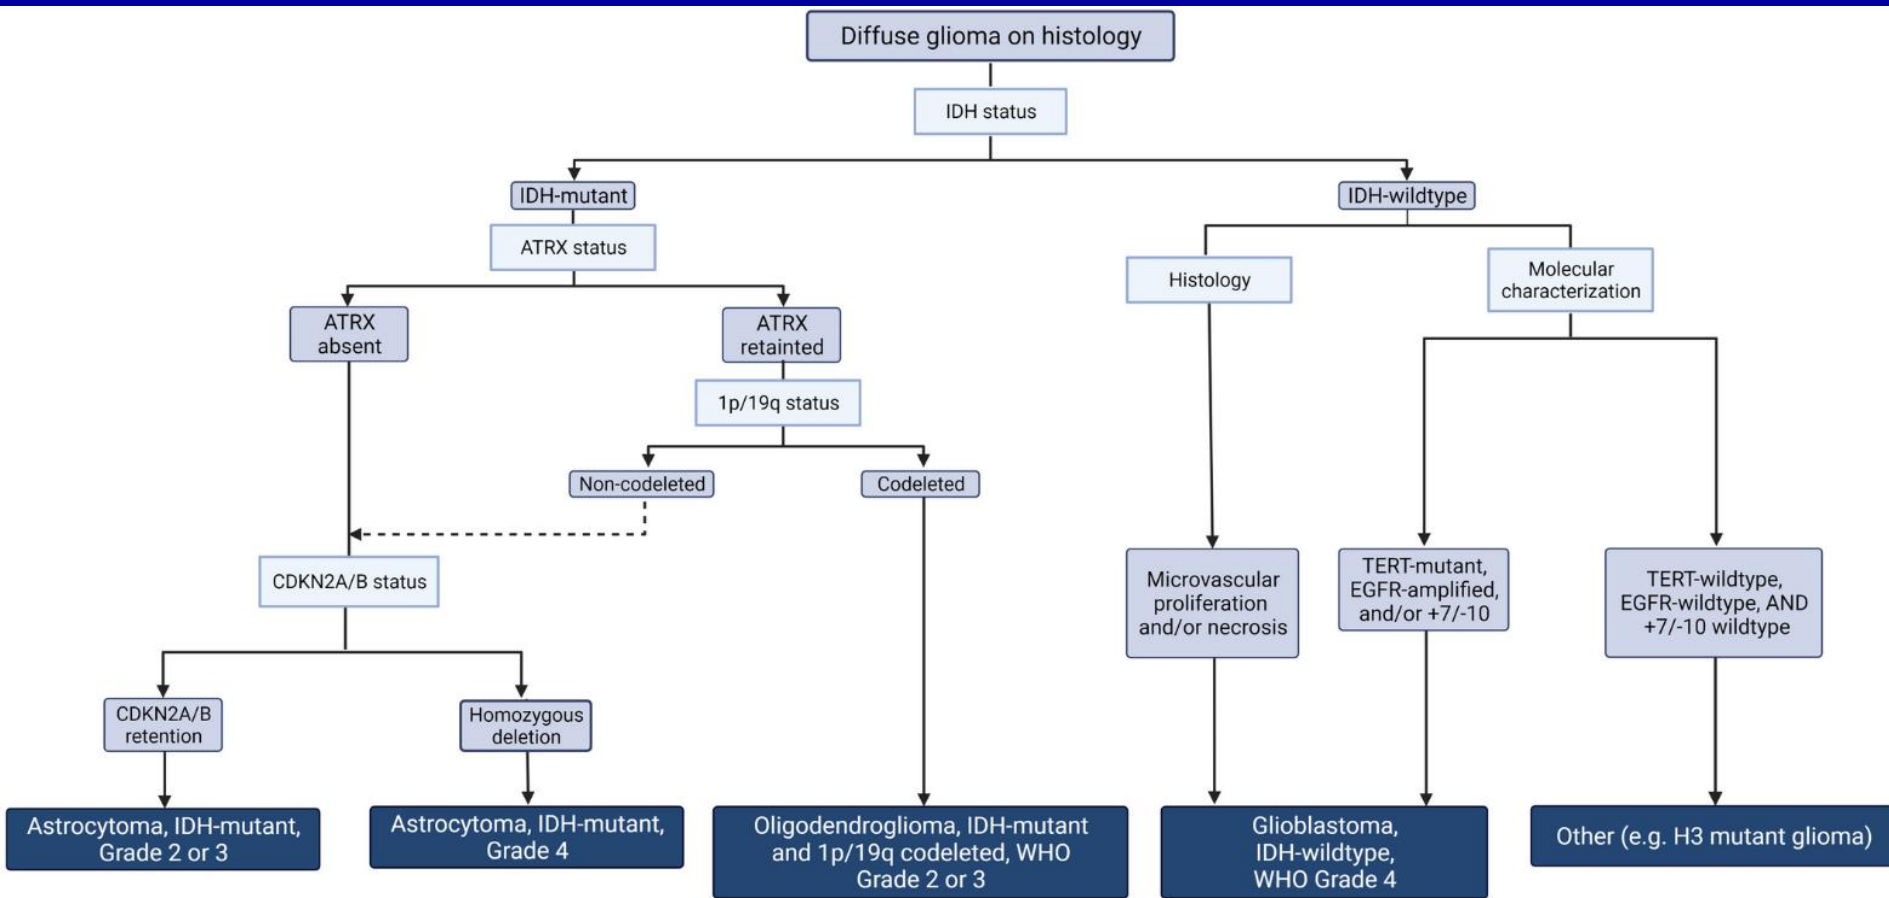 Diffuse glioma on histology
IDH status
IDH-mutant
IDH-wildtype
ATRX status
Histology
Molecular
characterization
ATRX
absent
ATRX
retainted
1p/19q status
Non-codeleted
Codeleted
CDKN2A/B status
Microvascular
proliferation
and/or necrosis
TERT-mutant,
EGFR-amplified,
and/or +7/-10
TERT-wildtype,
EGFR-wildtype, AND
+7/-10 wildtype
CDKN2A/B
retention
Homozygous
deletion
Astrocytoma, IDH-mutant,
Grade 2 or 3
Astrocytoma, IDH-mutant,
Grade 4
Oligodendroglioma, IDH-mutant
and 1p/19q codeleted, WHO
Grade 2 or 3
Glioblastoma,
IDH-wildtype,
WHO Grade 4
Other (e.g. H3 mutant glioma)